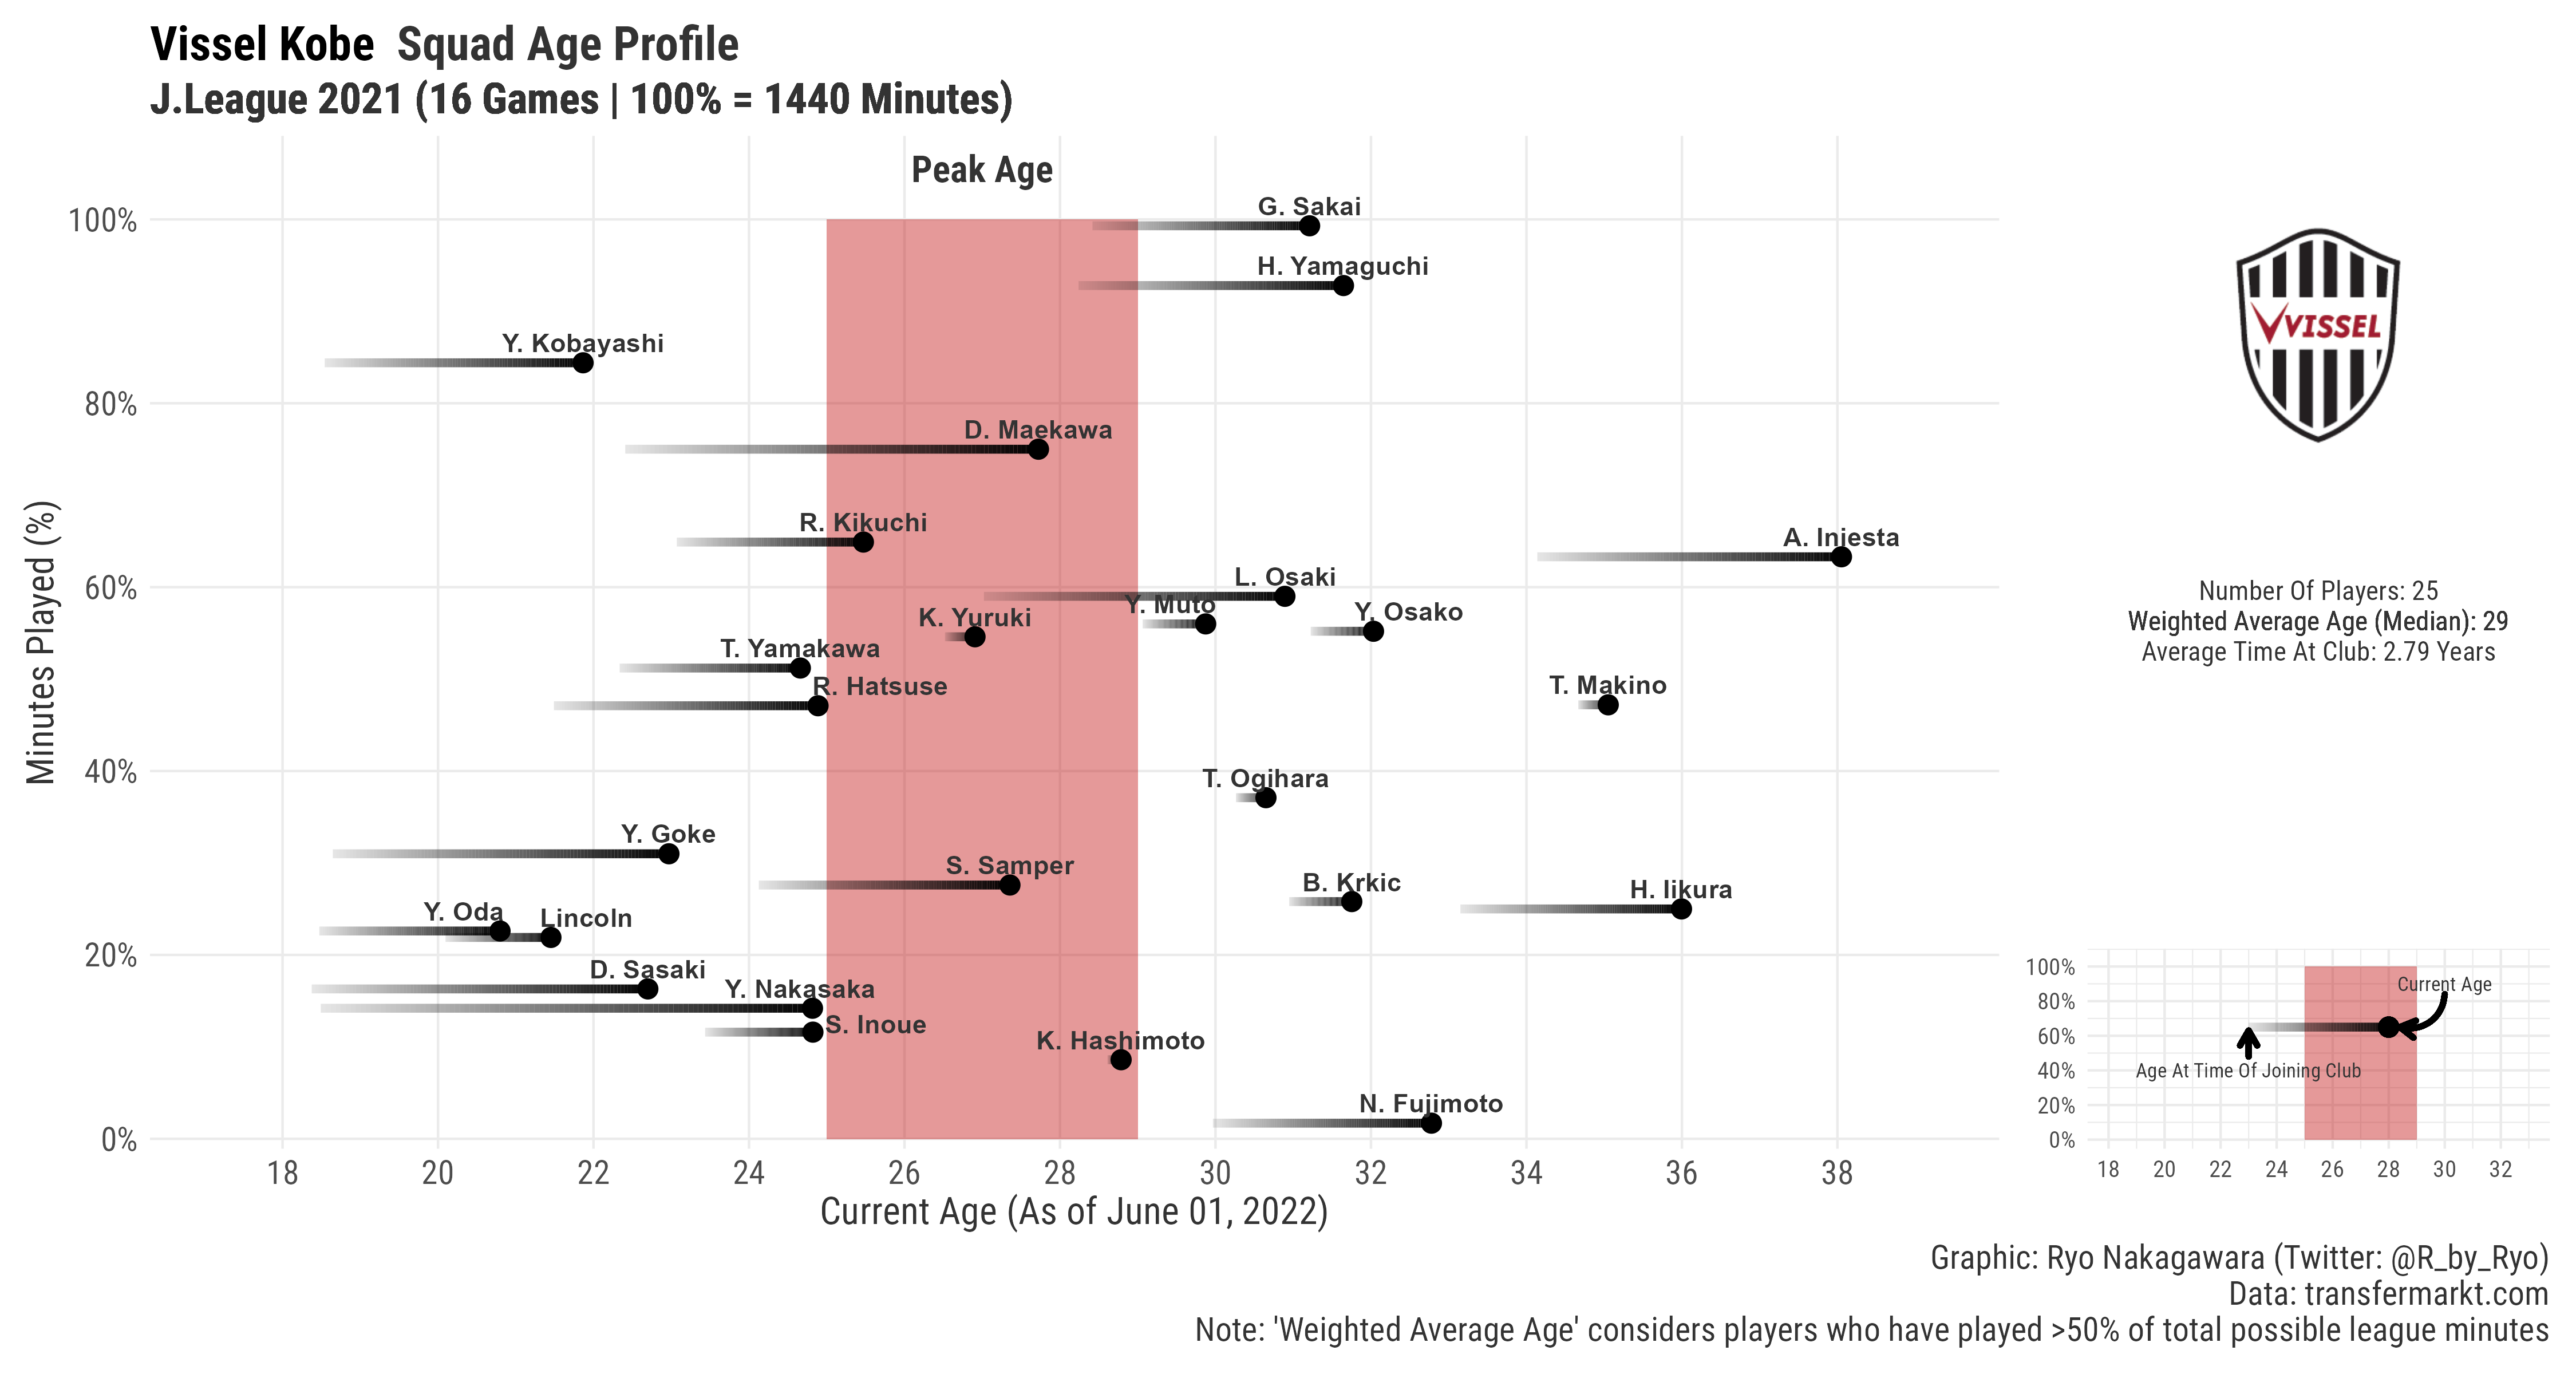 Vissel Kobe Squad Age Profile
J.League 2021 (16 Games | 100% = 1440 Minutes)
Peak Age
G. Sakai
H. Yamaguchi
Y. Kobayashi
D. Maekawa
R. Kikuchi
A. Iniesta
L. Osaki
Y. Muto
Y. Osako
K. Yuruki
T. Yamakawa
R. Hatsuse
T. Makino
T. Ogihara
Y. Goke
S. Samper
B. Krkic
H. Iikura
Y. Oda
Lincoln
D. Sasaki
Y. Nakasaka
S. Inoue
K. Hashimoto
N. Fujimoto
Minutes Played (%)
100%
80%
60%
40%
20%
0%
18 20 22 24 26 28 30 32 34 36 38
Current Age (As of June 01, 2022)
VISSEL
Number Of Players: 25
Weighted Average Age (Median): 29
Average Time At Club: 2.79 Years
100%
80%
60%
40%
20%
0%
Current Age
Age At Time Of Joining Club
18 20 22 24 26 28 30 32
Graphic: Ryo Nakagawara (Twitter: @R_by_Ryo)
Data: transfermarkt.com
Note: 'Weighted Average Age' considers players who have played >50% of total possible league minutes